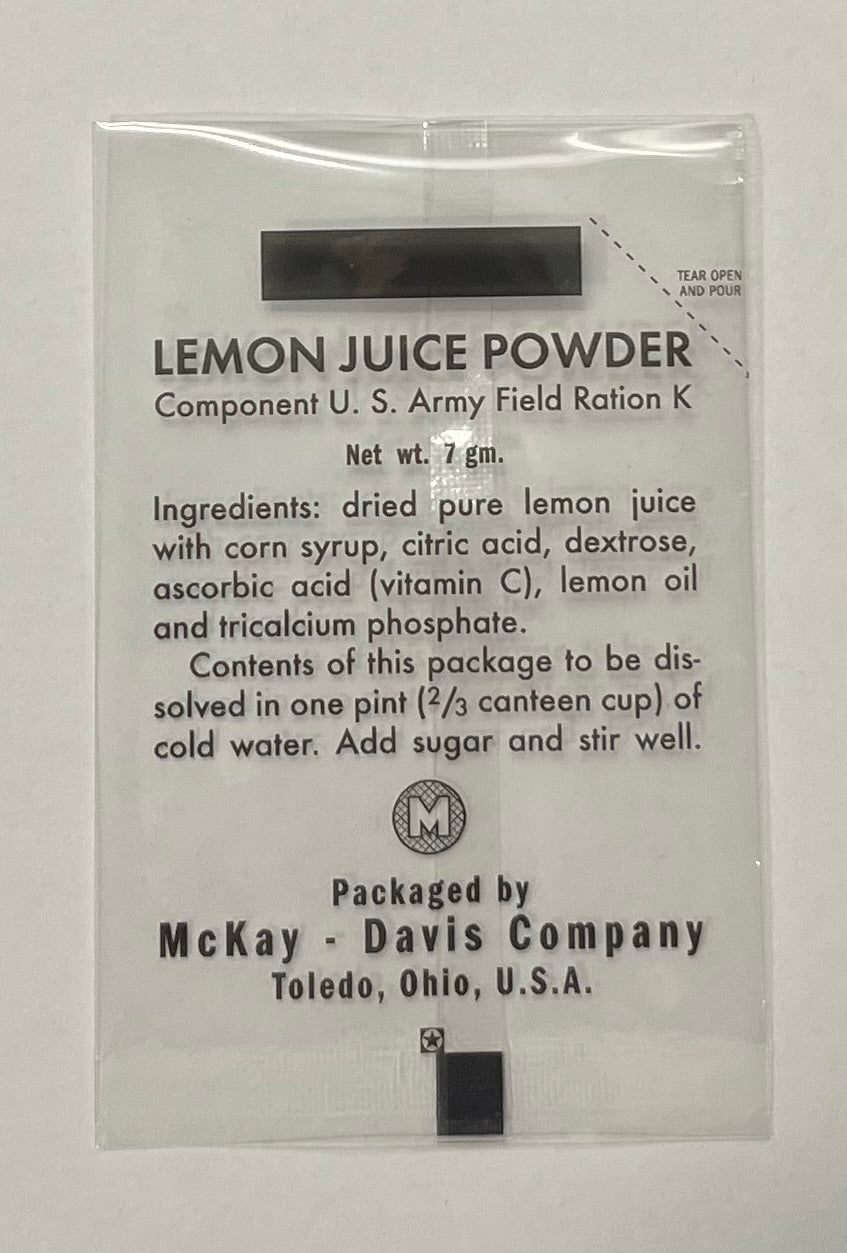 TEAR OPEN
AND POUR
LEMON JUICE POWDER
Component U. S. Army Field Ration K
Net wt. 7 gm.
Ingredients: dried pure lemon juice
with corn syrup, citric acid, dextrose,
ascorbic acid (vitamin C), lemon oil
and tricalcium phosphate.
Contents of this package to be dis-
solved in one pint (2/3 canteen cup) of
cold water. Add sugar and stir well.
M
Packaged by
McKay - Davis Company
Toledo, Ohio, U.S.A.